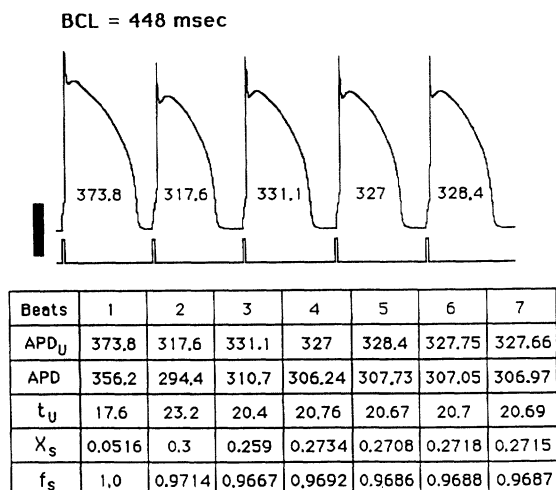 BCL = 448 msec
373.8 317.6 331.1 327 328.4
Beats 1 2 3 4 5 6 7
APDU 373.8 317.6 331.1 327 328.4 327.75 327.66
APD 356.2 294.4 310.7 306.24 307.73 307.05 306.97
tU 17.6 23.2 20.4 20.76 20.67 20.7 20.69
Xs 0.0516 0.3 0.259 0.2734 0.2708 0.2718 0.2715
fs 1.0 0.9714 0.9667 0.9692 0.9686 0.9688 0.9687